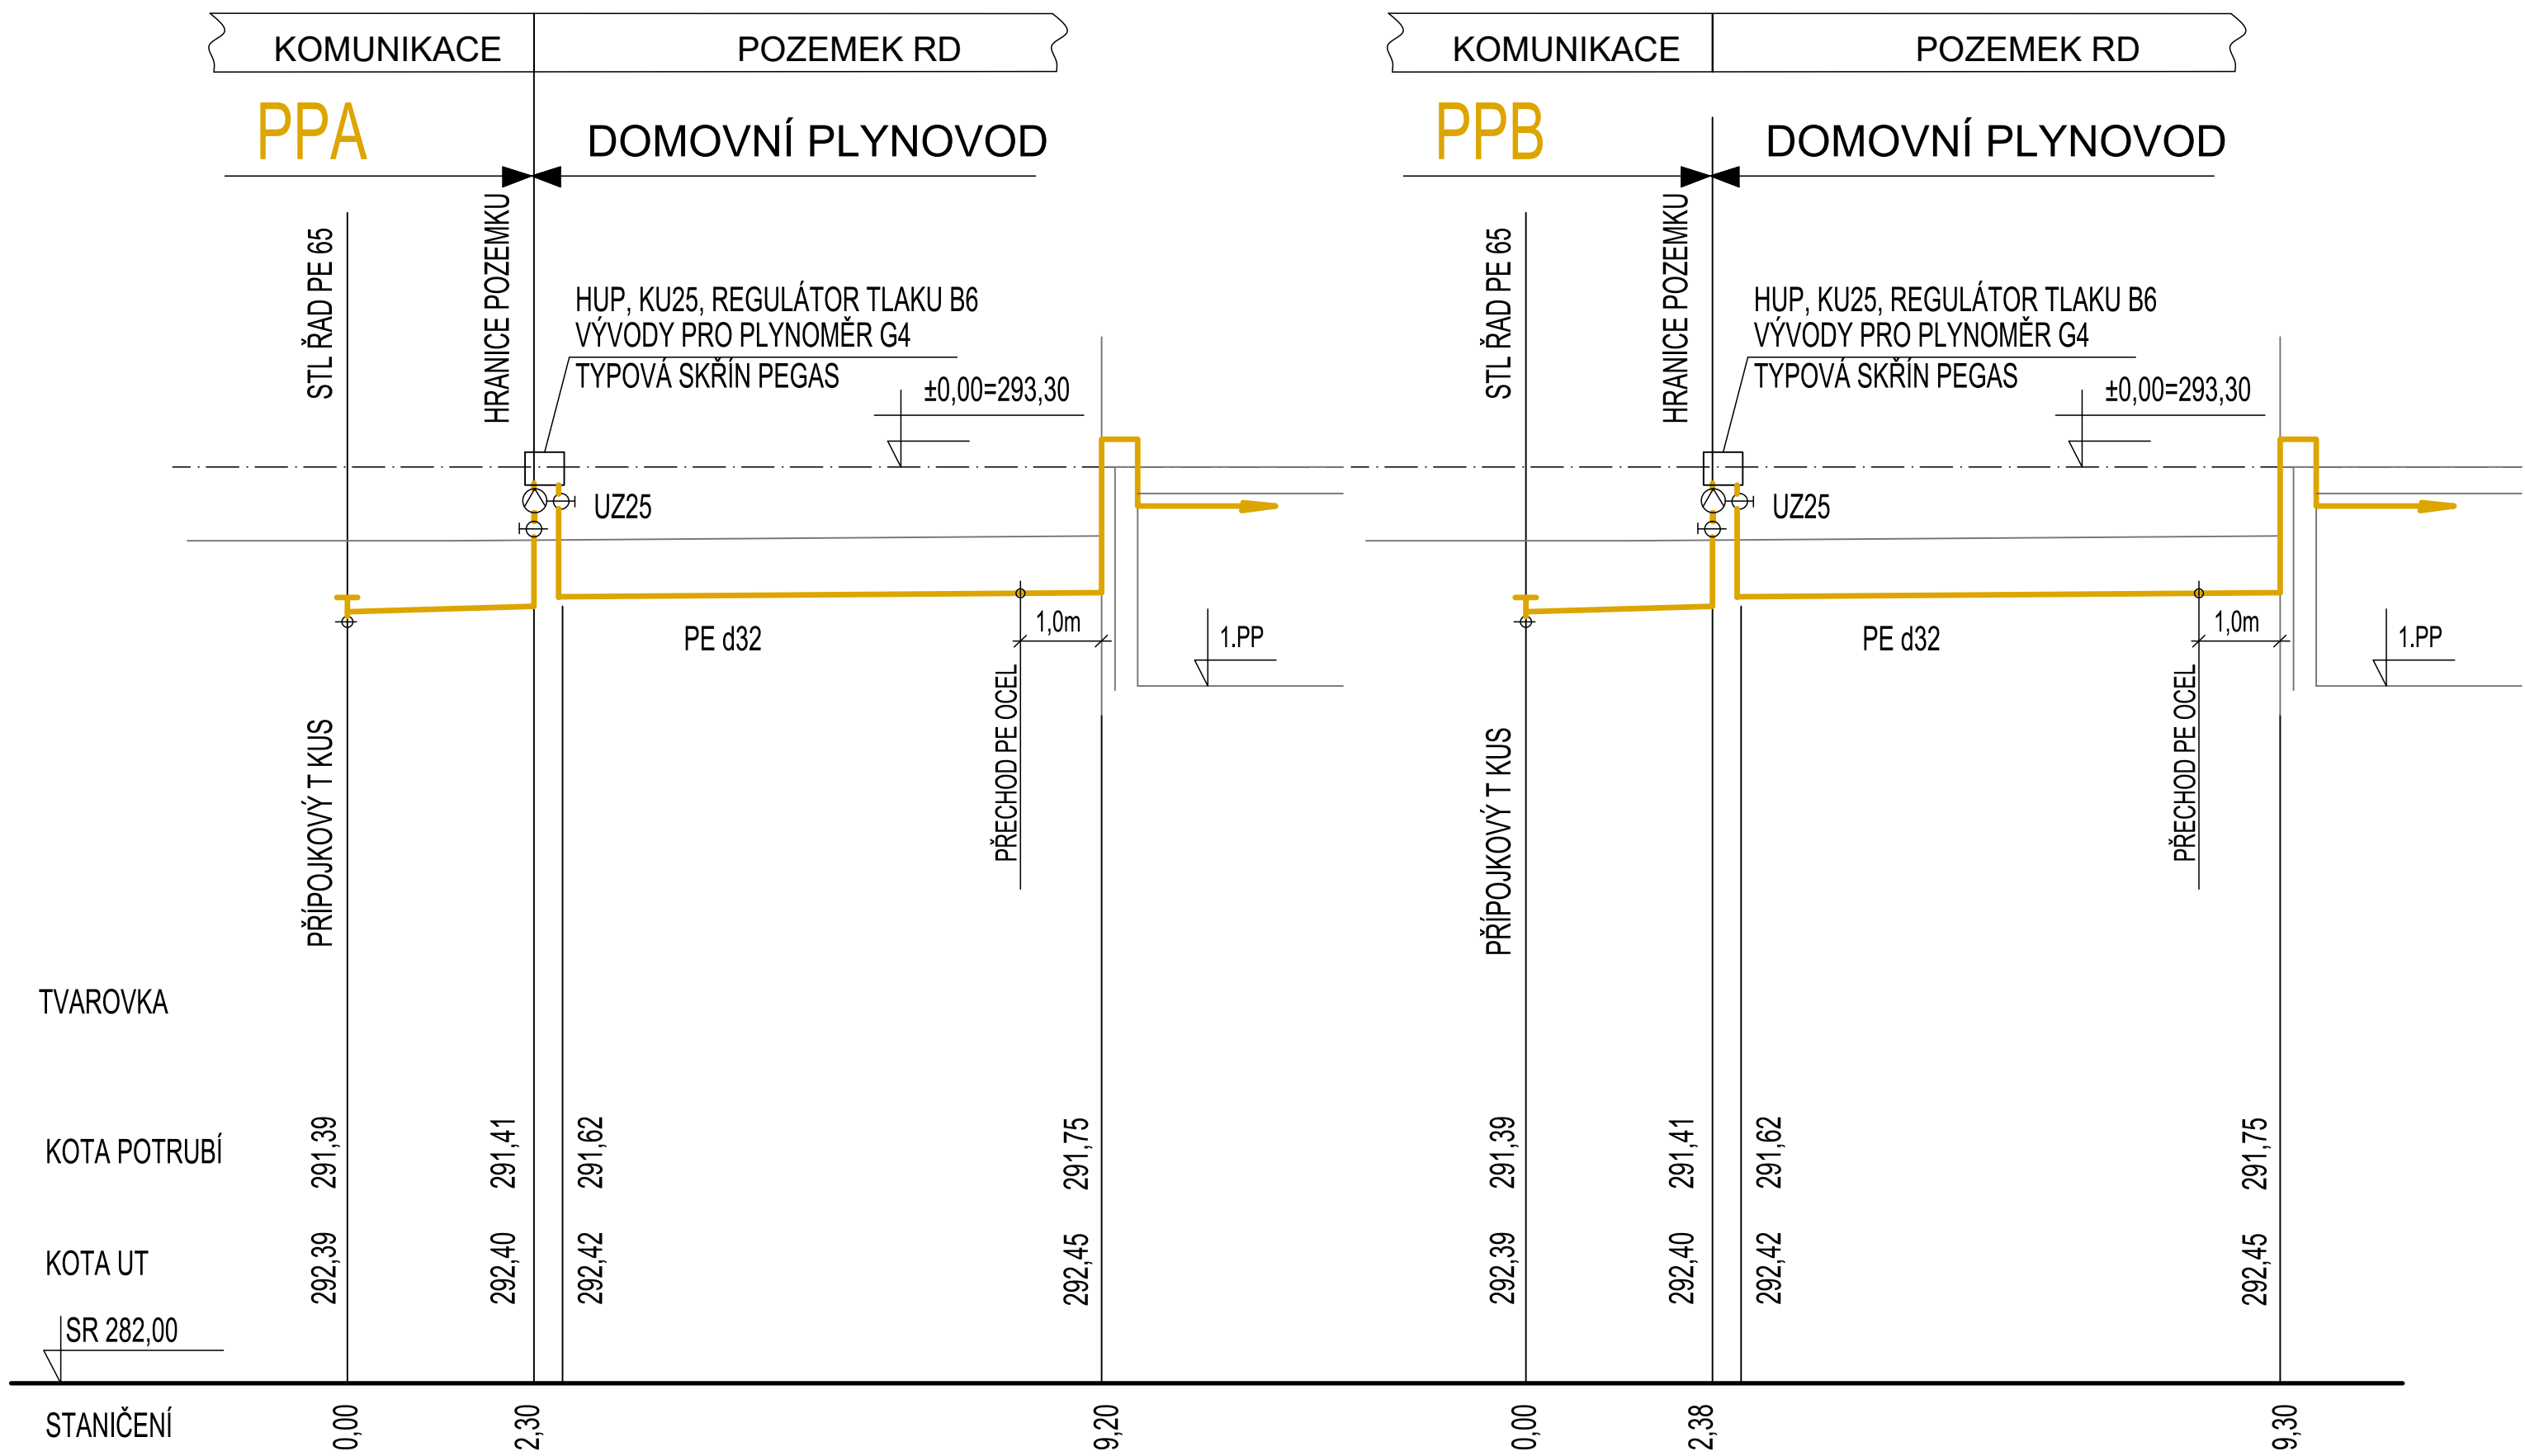 KOMUNIKACE
POZEMEK RD
PPA
DOMOVNÍ PLYNOVOD
STL ŘAD PE 65
HRANICE POZEMKU
HUP, KU25, REGULÁTOR TLAKU B6
VÝVODY PRO PLYNOMĚR G4
TYPOVÁ SKŘÍN PEGAS
±0,00=293,30
UZ25
PE d32
1,0m
1.PP
PŘECHOD PE OCEL
PŘÍPOJKOVÝ T KUS
KOMUNIKACE
POZEMEK RD
PPB
DOMOVNÍ PLYNOVOD
STL ŘAD PE 65
HRANICE POZEMKU
HUP, KU25, REGULÁTOR TLAKU B6
VÝVODY PRO PLYNOMĚR G4
TYPOVÁ SKŘÍN PEGAS
±0,00=293,30
UZ25
PE d32
1,0m
1.PP
PŘECHOD PE OCEL
PŘÍPOJKOVÝ T KUS
TVAROVKA
KOTA POTRUBÍ 291,39 291,41 291,62 291,75 291,39 291,41 291,62 291,75
KOTA UT 292,39 292,40 292,42 292,45 292,39 292,40 292,42 292,45
SR 282,00
STANIČENÍ 0,00 2,30 9,20 0,00 2,38 9,30